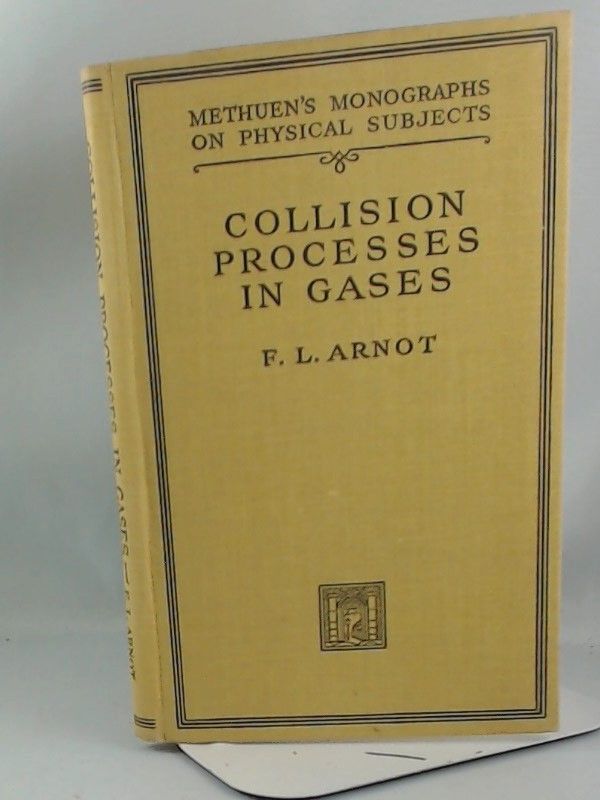 METHUEN'S MONOGRAPHS
ON PHYSICAL SUBJECTS
COLLISION
PROCESSES
IN GASES
F. L. ARNOT
COLLISION PROCESSES IN GASES—F. L. ARNOT